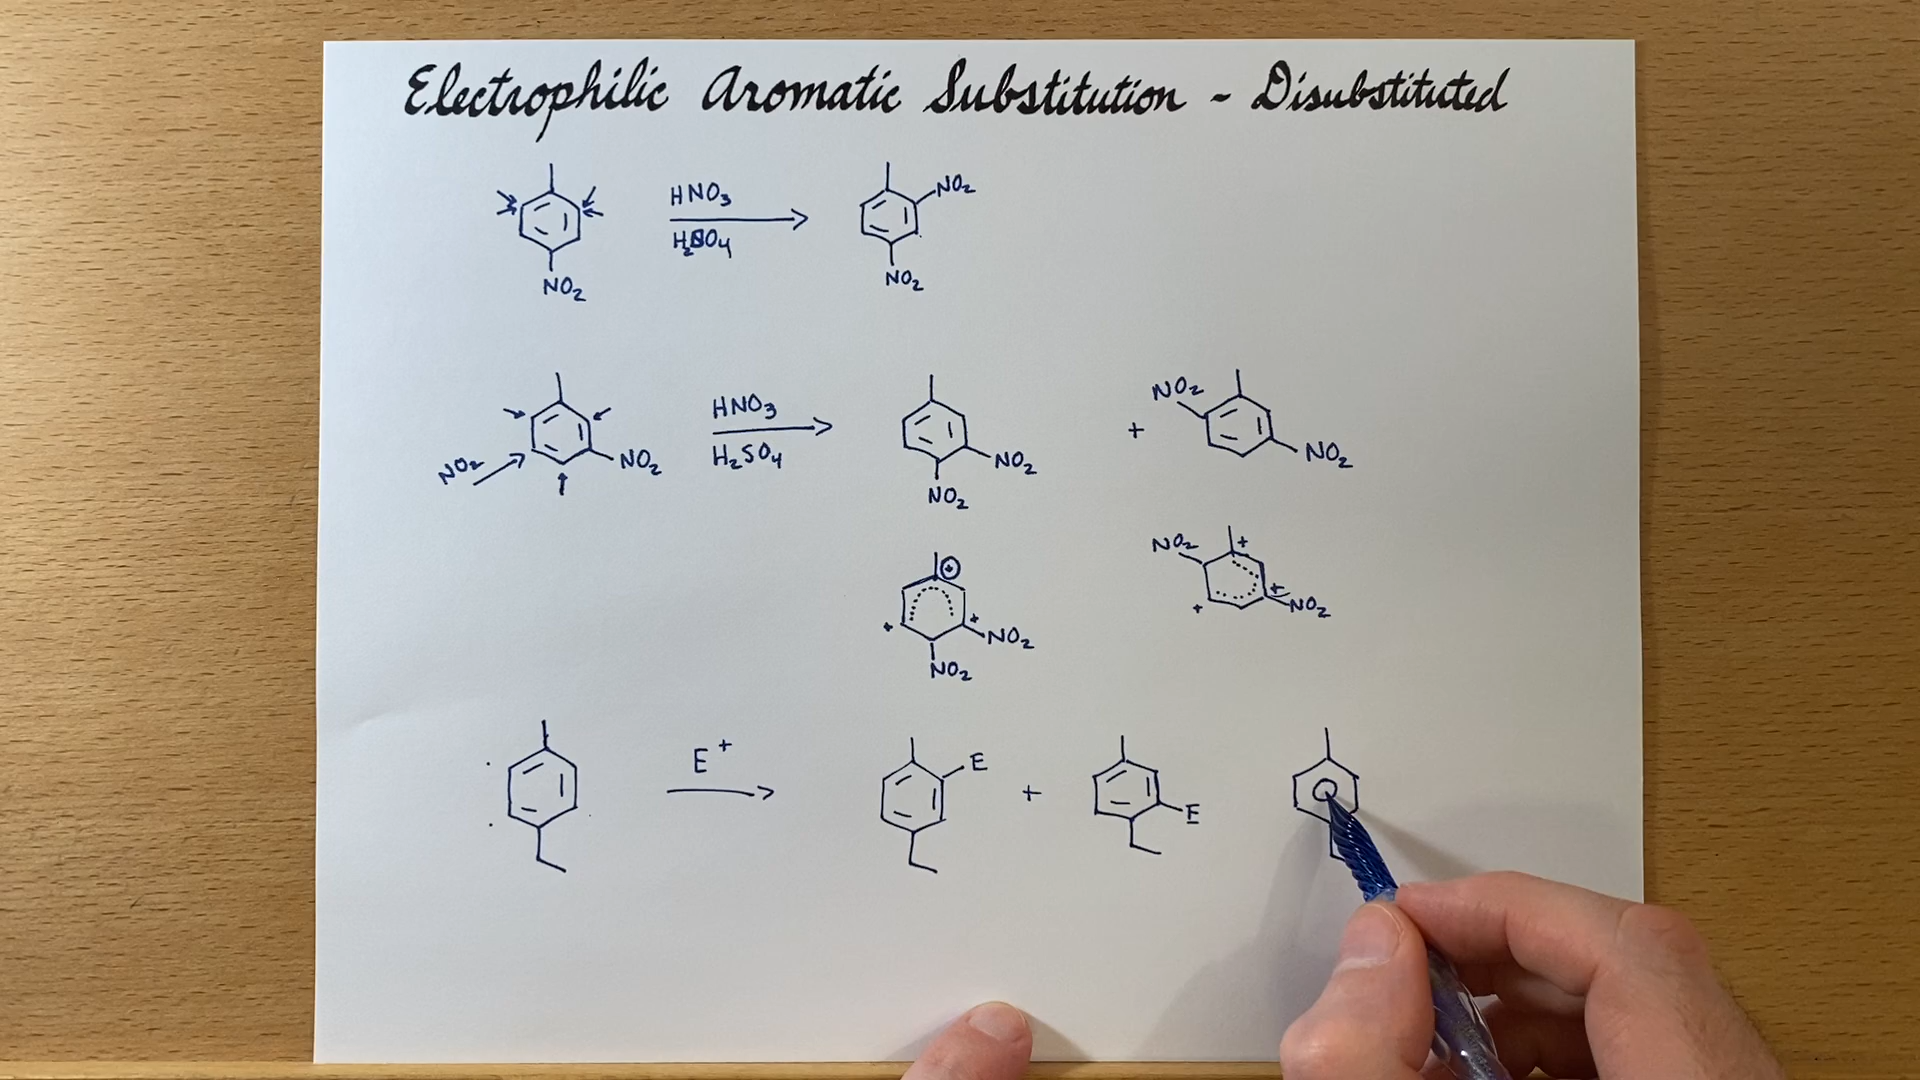 Electrophilic Aromatic Substitution - Disubstituted
HNO3
H2SO4
NO2
NO2
NO2
HNO3
H2SO4
NO2
NO2
NO2
NO2
+
NO2
NO2
+
+
+
NO2
NO2
NO2
+
+
+
NO2
E+
E
+
E